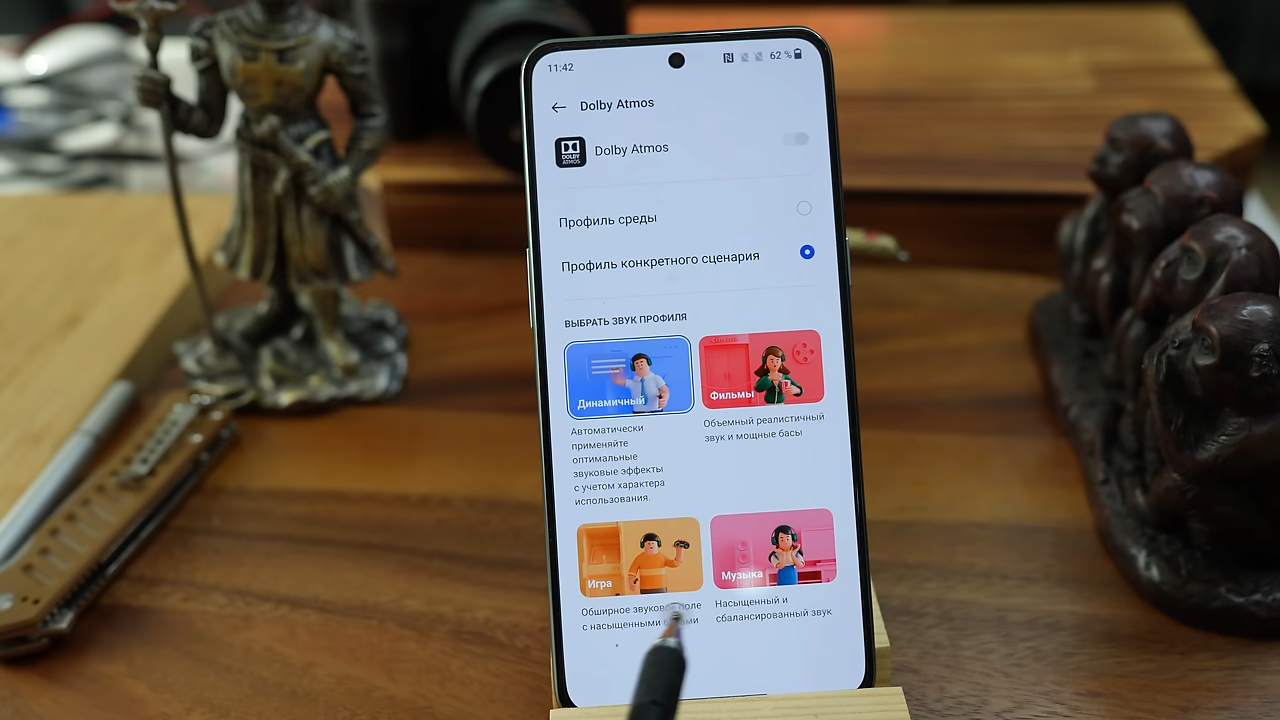 11:42
62 %
Dolby Atmos
DOLBY
ATMOS
Dolby Atmos
Профиль среды
Профиль конкретного сценария
ВЫБРАТЬ ЗВУК ПРОФИЛЯ
Динамичный
Автоматически
применяйте
оптимальные
звуковые эффекты
с учетом характера
использования.
Фильмы
Объемный реалистичный
звук и мощные басы
Игра
Обширное звуковое поле
с насыщенными
Музыка
Насыщенный и
сбалансированный звук